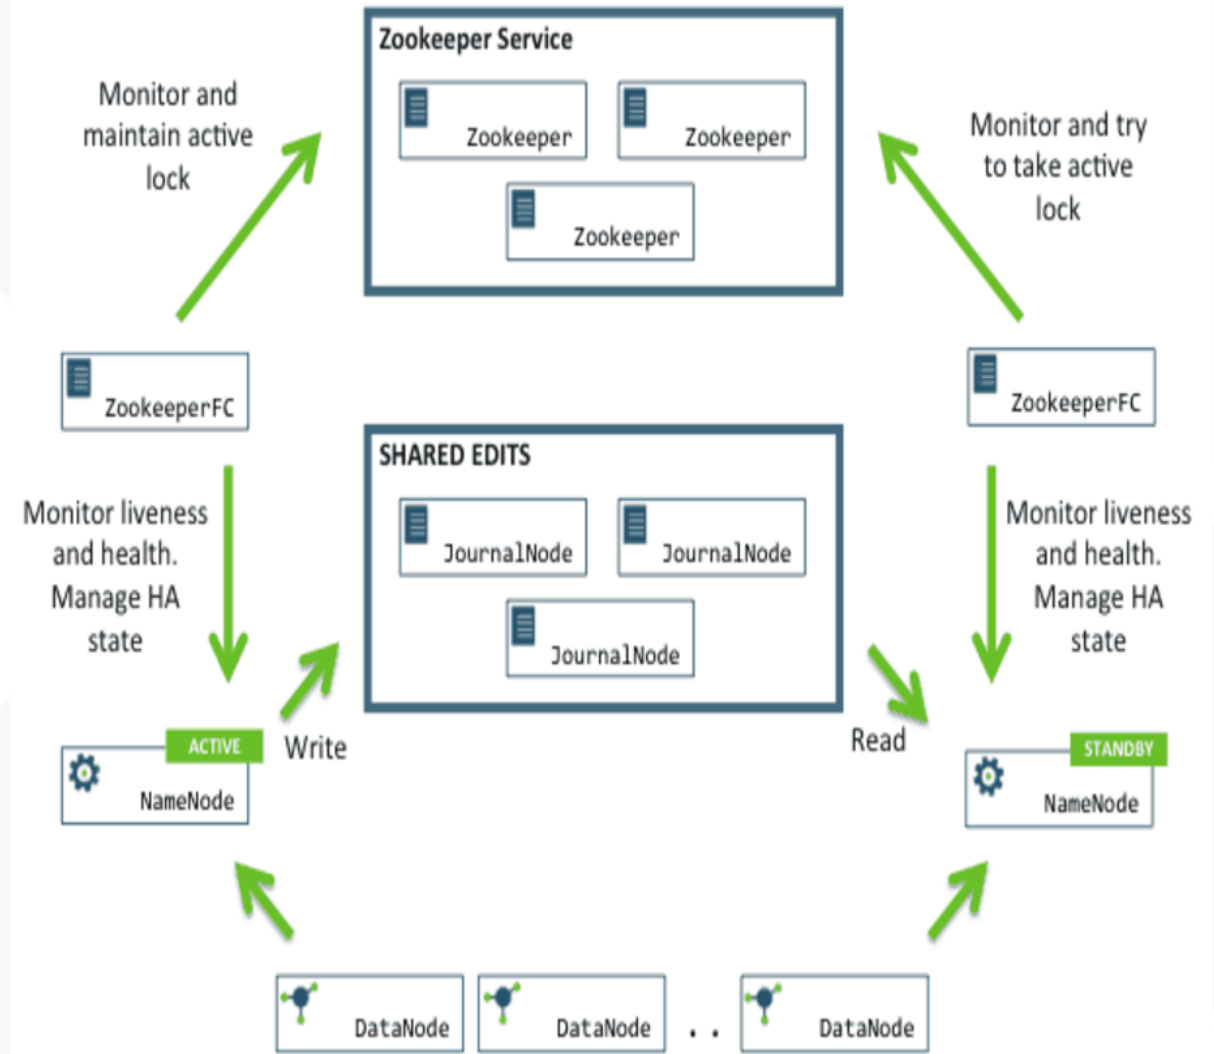 Zookeeper Service
Zookeeper
Zookeeper
Zookeeper
Monitor and
maintain active
lock
Monitor and try
to take active
lock
ZookeeperFC
ZookeeperFC
SHARED EDITS
JournalNode
JournalNode
JournalNode
Monitor liveness
and health.
Manage HA
state
Monitor liveness
and health.
Manage HA
state
ACTIVE
NameNode
Write
Read
STANDBY
NameNode
DataNode
DataNode
. .
DataNode